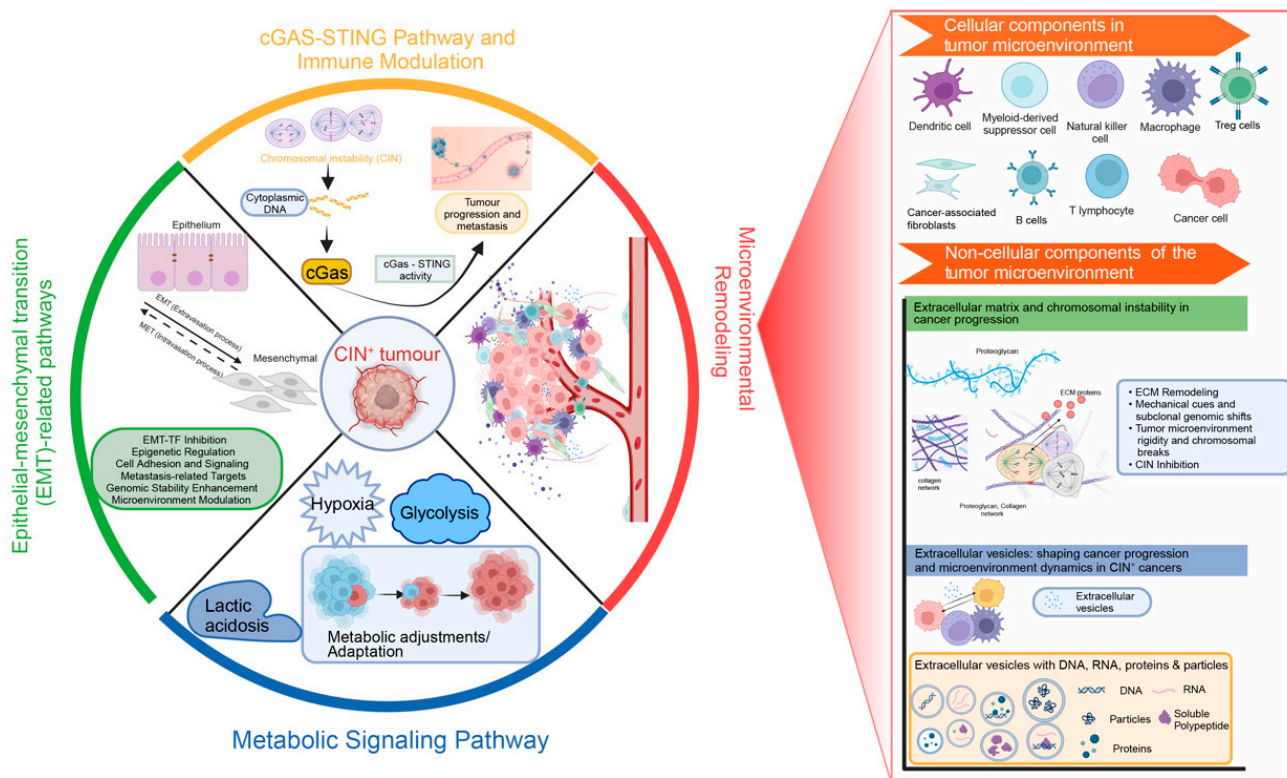 cGAS-STING Pathway and
Immune Modulation
Chromosomal instability (CIN)
Cytoplasmic
DNA
cGas
cGas - STING
activity
Tumour
progression and
metastasis
Epithelial-mesenchymal transition
(EMT)-related pathways
Epithelium
EMT (Extravasation process)
MET (Intravasation process)
Mesenchymal
EMT-TF Inhibition
Epigenetic Regulation
Cell Adhesion and Signaling
Metastasis-related Targets
Genomic Stability Enhancement
Microenvironment Modulation
CIN⁺ tumour
Microenvironmental
Remodeling
Hypoxia
Glycolysis
Lactic
acidosis
Metabolic adjustments/
Adaptation
Metabolic Signaling Pathway
Cellular components in
tumor microenvironment
Dendritic cell
Myeloid-derived
suppressor cell
Natural killer
cell
Macrophage
Treg cells
Cancer-associated
fibroblasts
B cells
T lymphocyte
Cancer cell
Non-cellular components of the
tumor microenvironment
Extracellular matrix and chromosomal instability in
cancer progression
Proteoglycan
ECM proteins
collagen
network
Proteoglycan, Collagen
network
• ECM Remodeling
• Mechanical cues and
subclonal genomic shifts
• Tumor microenvironment
rigidity and chromosomal
breaks
• CIN Inhibition
Extracellular vesicles: shaping cancer progression
and microenvironment dynamics in CIN⁺ cancers
Extracellular
vesicles
Extracellular vesicles with DNA, RNA, proteins & particles
DNA
RNA
Particles
Soluble
Polypeptide
Proteins